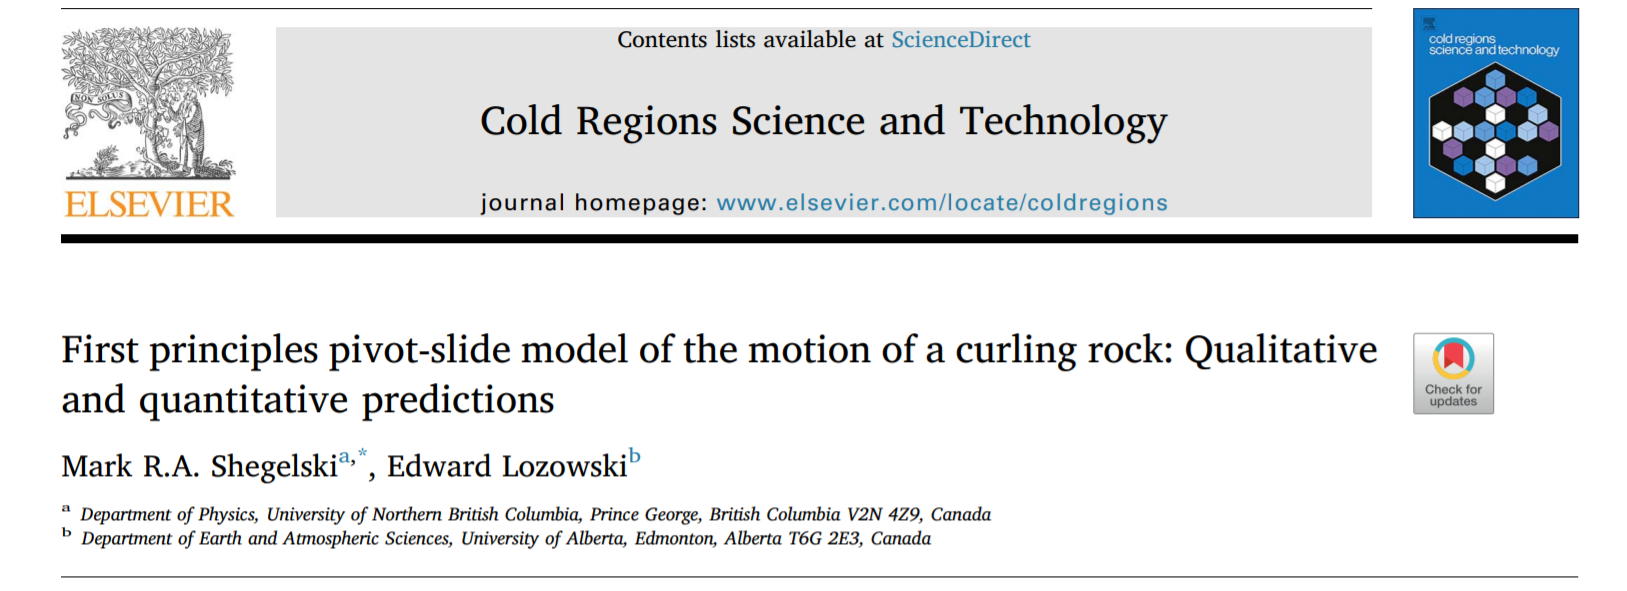 Contents lists available at ScienceDirect
cold regions
science and technology
NON SOLUS
Cold Regions Science and Technology
ELSEVIER
journal homepage: www.elsevier.com/locate/coldregions
First principles pivot-slide model of the motion of a curling rock: Qualitative
and quantitative predictions
Check for
updates
Mark R.A. Shegelski a,*, Edward Lozowski b
a Department of Physics, University of Northern British Columbia, Prince George, British Columbia V2N 4Z9, Canada
b Department of Earth and Atmospheric Sciences, University of Alberta, Edmonton, Alberta T6G 2E3, Canada